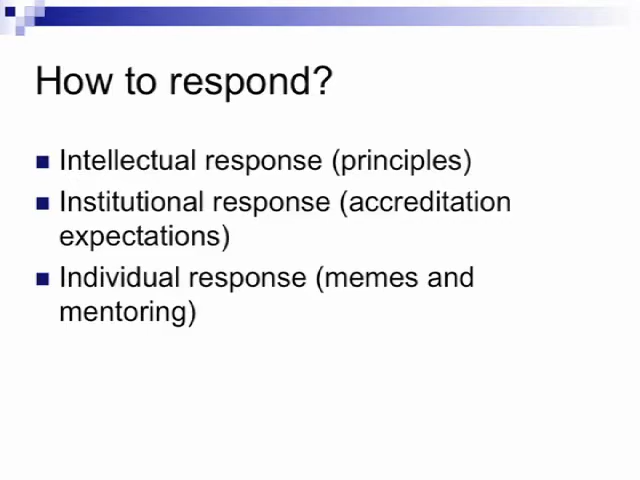 How to respond?
Intellectual response (principles)
Institutional response (accreditation
expectations)
Individual response (memes and
mentoring)